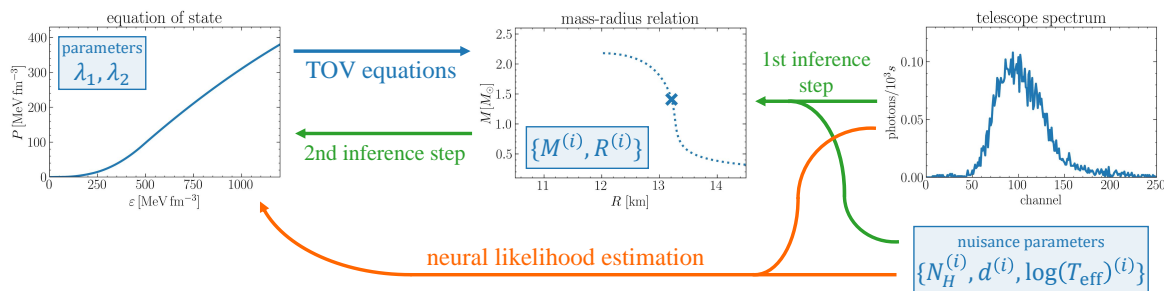 equation of state
400
300
200
100
0
P [MeV fm⁻³]
0
250
500
750
1000
ε [MeV fm⁻³]
parameters
λ₁, λ₂
TOV equations
2nd inference step
mass-radius relation
2.5
2.0
1.5
1.0
0.5
M [M⊙]
11
12
13
14
R [km]
{M⁽ⁱ⁾, R⁽ⁱ⁾}
1st inference
step
telescope spectrum
0.10
0.05
0.00
photons/10³s
0
50
100
150
200
250
channel
neural likelihood estimation
nuisance parameters
{N_H⁽ⁱ⁾, d⁽ⁱ⁾, log(T_eff)⁽ⁱ⁾}